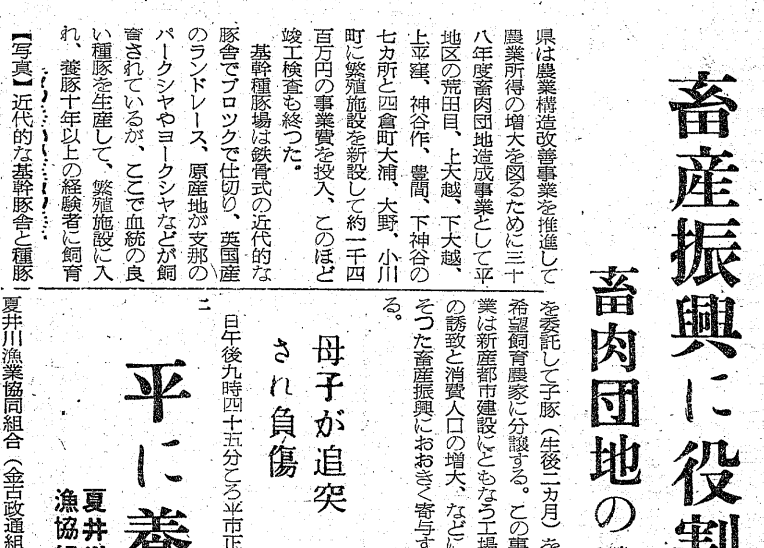 畜産振興に役割
畜肉団地の
県は農業構造改善事業を推進して
農業所得の増大を図るために三十
八年度畜肉団地造成事業として平
地区の荒田目、上大越、下大越、
上平窪、神谷作、豊間、下神谷の
七カ所と四倉町大浦、大野、小川
町に繁殖施設を新設して約一千四
百万円の事業費を投入、このほど
竣工検査も終つた。
基幹種豚場は鉄骨式の近代的な
豚舎でブロックで仕切り、英国産
のランドレース、原産地が支那の
バークシヤやヨークシヤなどが飼
育されているが、ここで血統の良
い種豚を生産して、繁殖施設に入
れ、養豚十年以上の経験者に飼育
を委託して子豚（生後二カ月）を
希望飼育農家に分譲する。この事
業は新産都市建設にともなう工場
の誘致と消費人口の増大、などに
そつた畜産振興におおきく寄与す
る。
【写真】近代的な基幹豚舎と種豚
母子が追突
され負傷
二
日午後九時四十五分ころ平市正
平に養
夏井
漁協
夏井川漁業協同組合（金古政通組